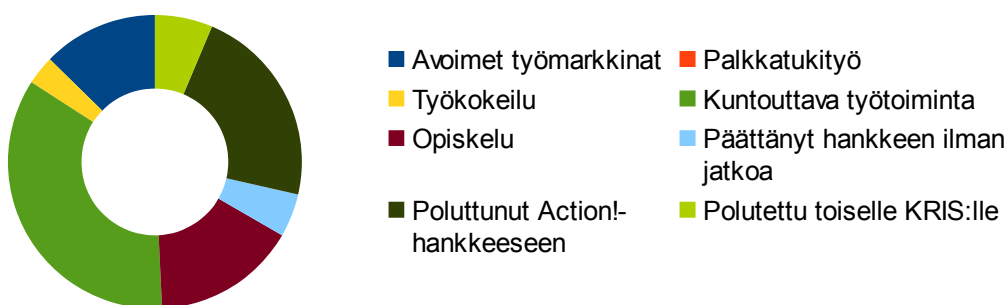 Avoimet työmarkkinat
Palkkatukityö
Työkokeilu
Kuntouttava työtoiminta
Opiskelu
Päättänyt hankkeen ilman
jatkoa
Poluttunut Action!-
hankkeeseen
Polutettu toiselle KRIS:lle